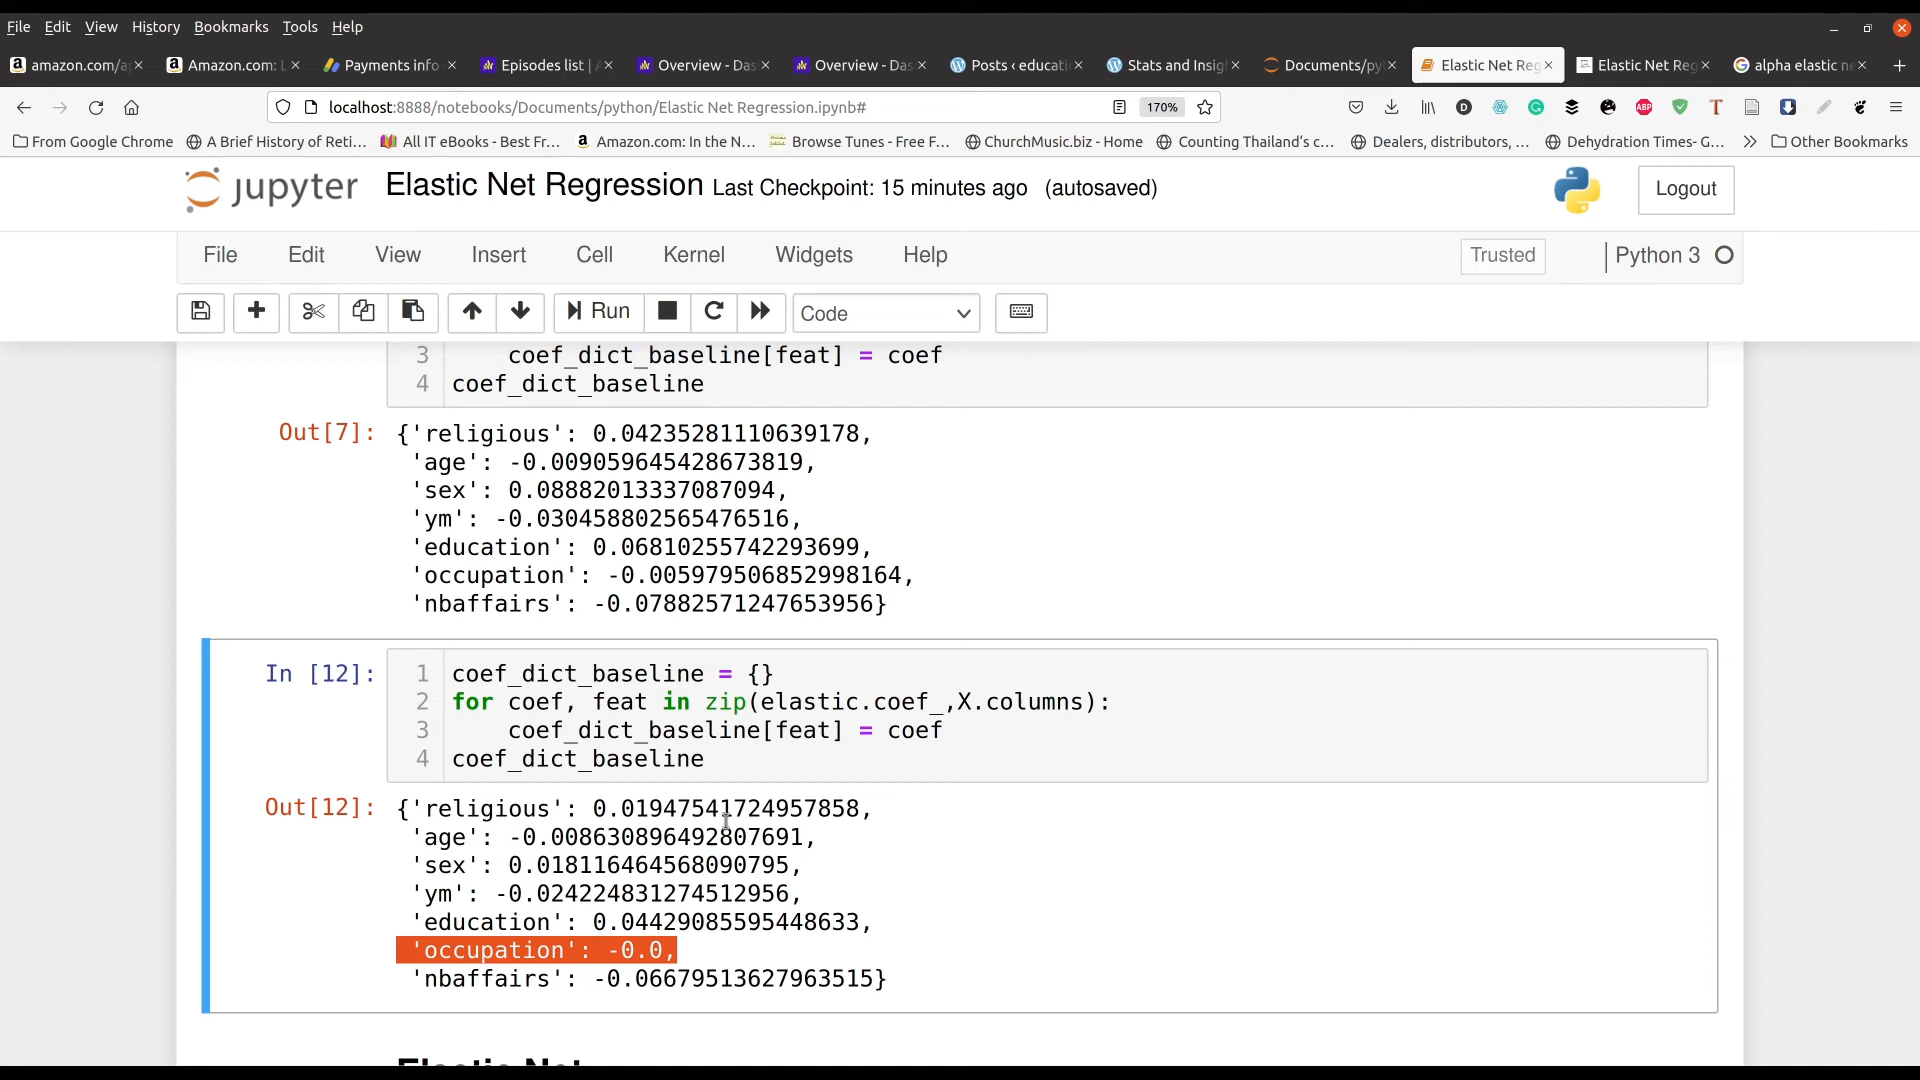 File Edit View History Bookmarks Tools Help
amazon.com/a Amazon.com: L Payments info Episodes list | Overview - Das Overview - Das Posts ‹ educati Stats and Insig Documents/py Elastic Net Reg Elastic Net Reg alpha elastic ne
localhost:8888/notebooks/Documents/python/Elastic Net Regression.ipynb# 170%
From Google Chrome A Brief History of Reti... All IT eBooks - Best Fr... Amazon.com: In the N... Browse Tunes - Free F... ChurchMusic.biz - Home Counting Thailand's c... Dealers, distributors, ... Dehydration Times- G... Other Bookmarks
jupyter Elastic Net Regression Last Checkpoint: 15 minutes ago (autosaved) Logout
File Edit View Insert Cell Kernel Widgets Help Trusted Python 3
Run Code
3 coef_dict_baseline[feat] = coef
4 coef_dict_baseline
Out[7]: {'religious': 0.04235281110639178,
'age': -0.009059645428673819,
'sex': 0.08882013337087094,
'ym': -0.030458802565476516,
'education': 0.06810255742293699,
'occupation': -0.005979506852998164,
'nbaffairs': -0.07882571247653956}
In [12]: 1 coef_dict_baseline = {}
2 for coef, feat in zip(elastic.coef_,X.columns):
3 coef_dict_baseline[feat] = coef
4 coef_dict_baseline
Out[12]: {'religious': 0.01947541724957858,
'age': -0.008630896492807691,
'sex': 0.018116464568090795,
'ym': -0.024224831274512956,
'education': 0.04429085595448633,
'occupation': -0.0,
'nbaffairs': -0.06679513627963515}
Elastic Net